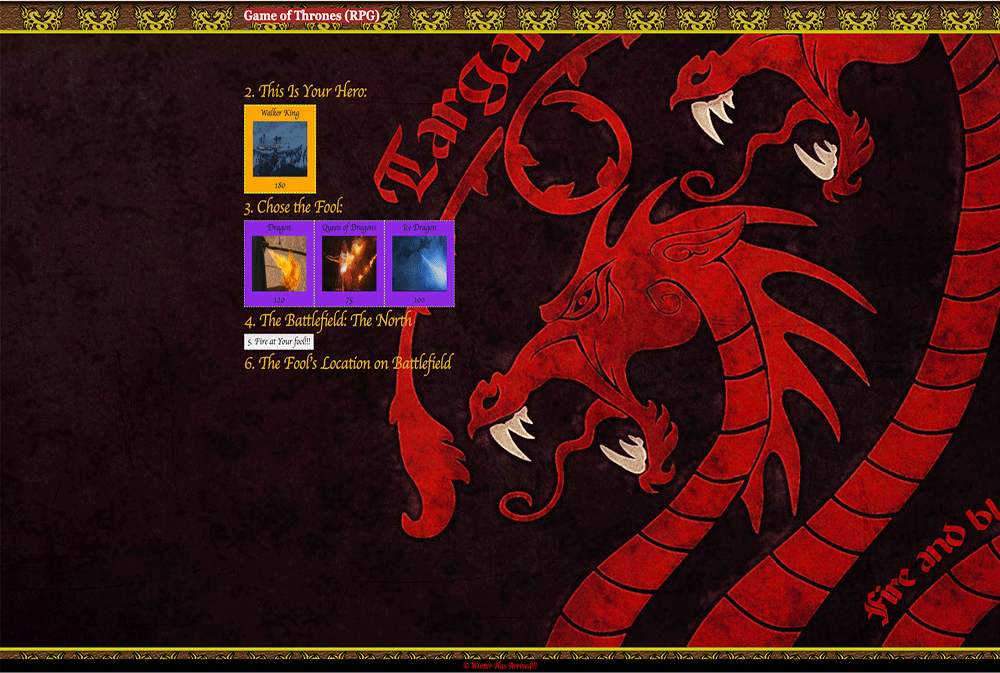 Game of Thrones (RPG)
Targar
2. This Is Your Hero:
Walker King
180
3. Chose the Fool:
Dragon
Queen of Dragons
Ice Dragon
120
75
100
4. The Battlefield: The North
5. Fire at Your fool!!!
6. The Fool's Location on Battlefield
Fire and bl
© Winter Has Arrived!!!